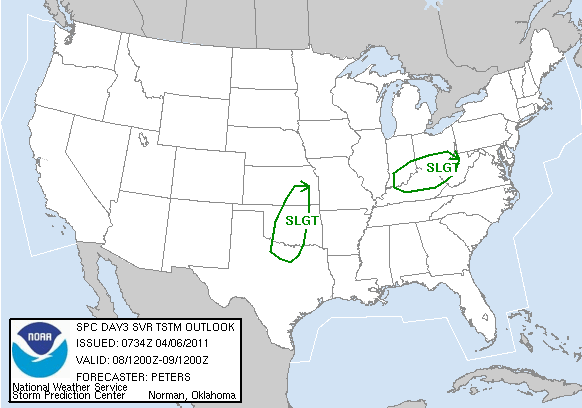 SLGT
SLGT
SPC DAY3 SVR TSTM OUTLOOK
ISSUED: 0734Z 04/06/2011
VALID: 08/1200Z-09/1200Z
FORECASTER: PETERS
NOAA
National Weather Service
Storm Prediction Center Norman, Oklahoma